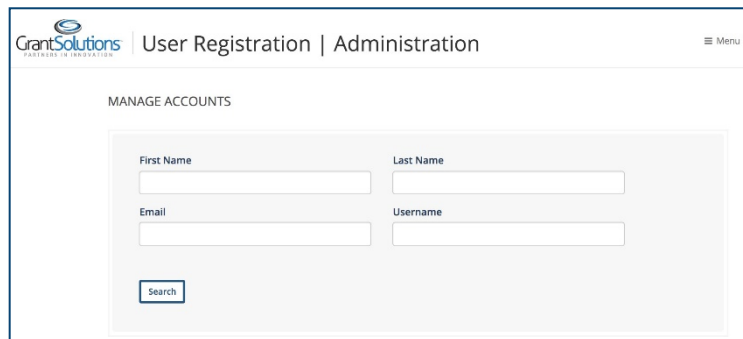 GrantSolutions
PARTNERS IN INNOVATION
User Registration | Administration
Menu
MANAGE ACCOUNTS
First Name
Last Name
Email
Username
Search